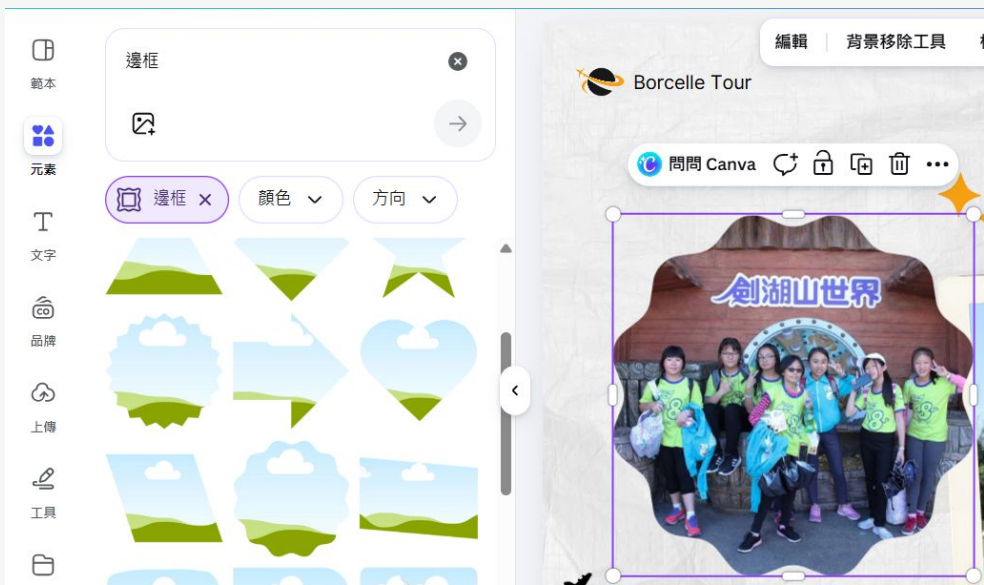 範本
元素
文字
品牌
上傳
工具
邊框
邊框
顏色
方向
編輯
背景移除工具
Borcelle Tour
問問 Canva
劍湖山世界